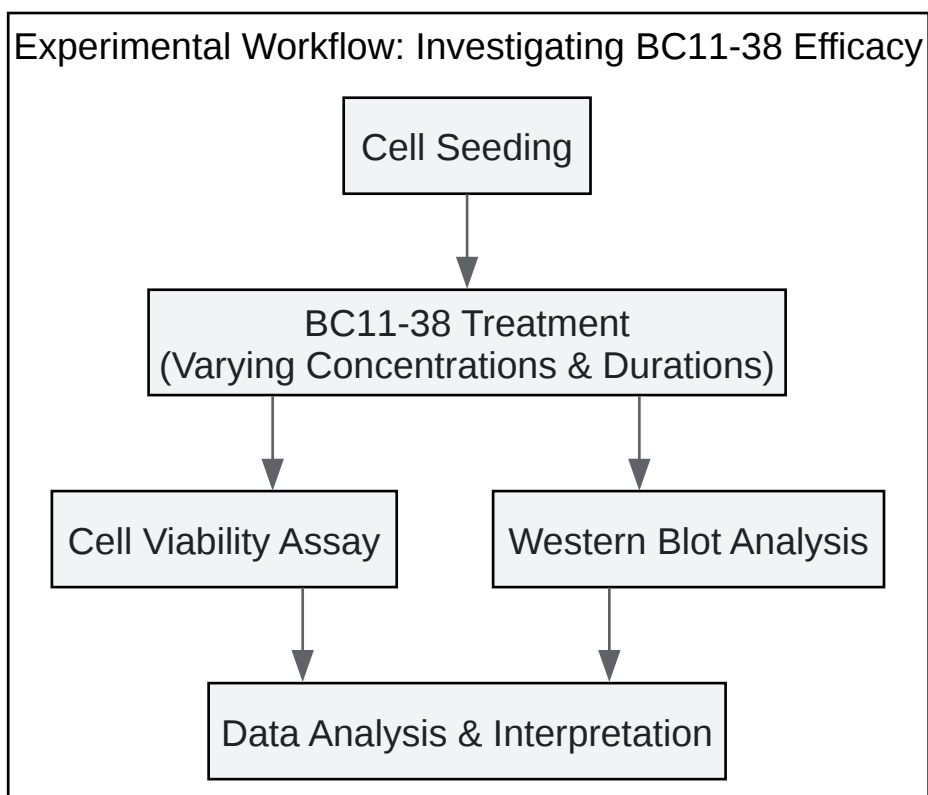 Experimental Workflow: Investigating BC11-38 Efficacy
Cell Seeding
BC11-38 Treatment
(Varying Concentrations & Durations)
Cell Viability Assay
Western Blot Analysis
Data Analysis & Interpretation